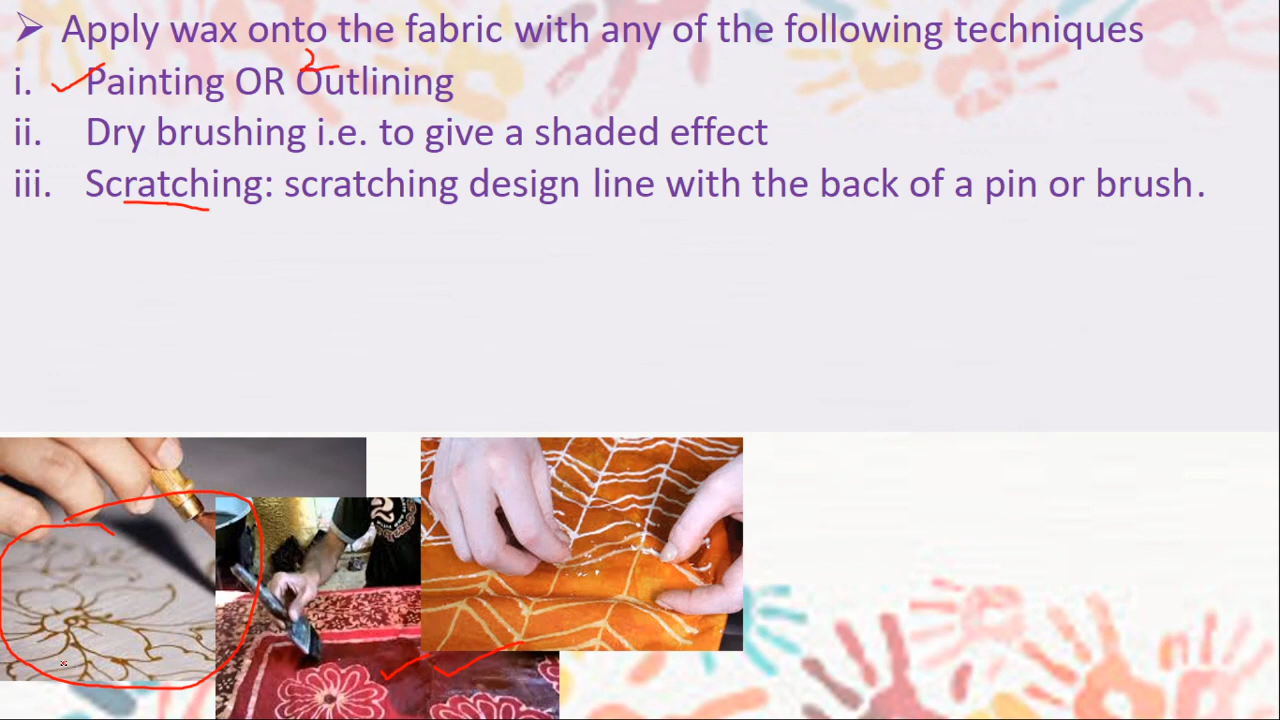 ➢ Apply wax onto the fabric with any of the following techniques
i. Painting OR Outlining
ii. Dry brushing i.e. to give a shaded effect
iii. Scratching: scratching design line with the back of a pin or brush.